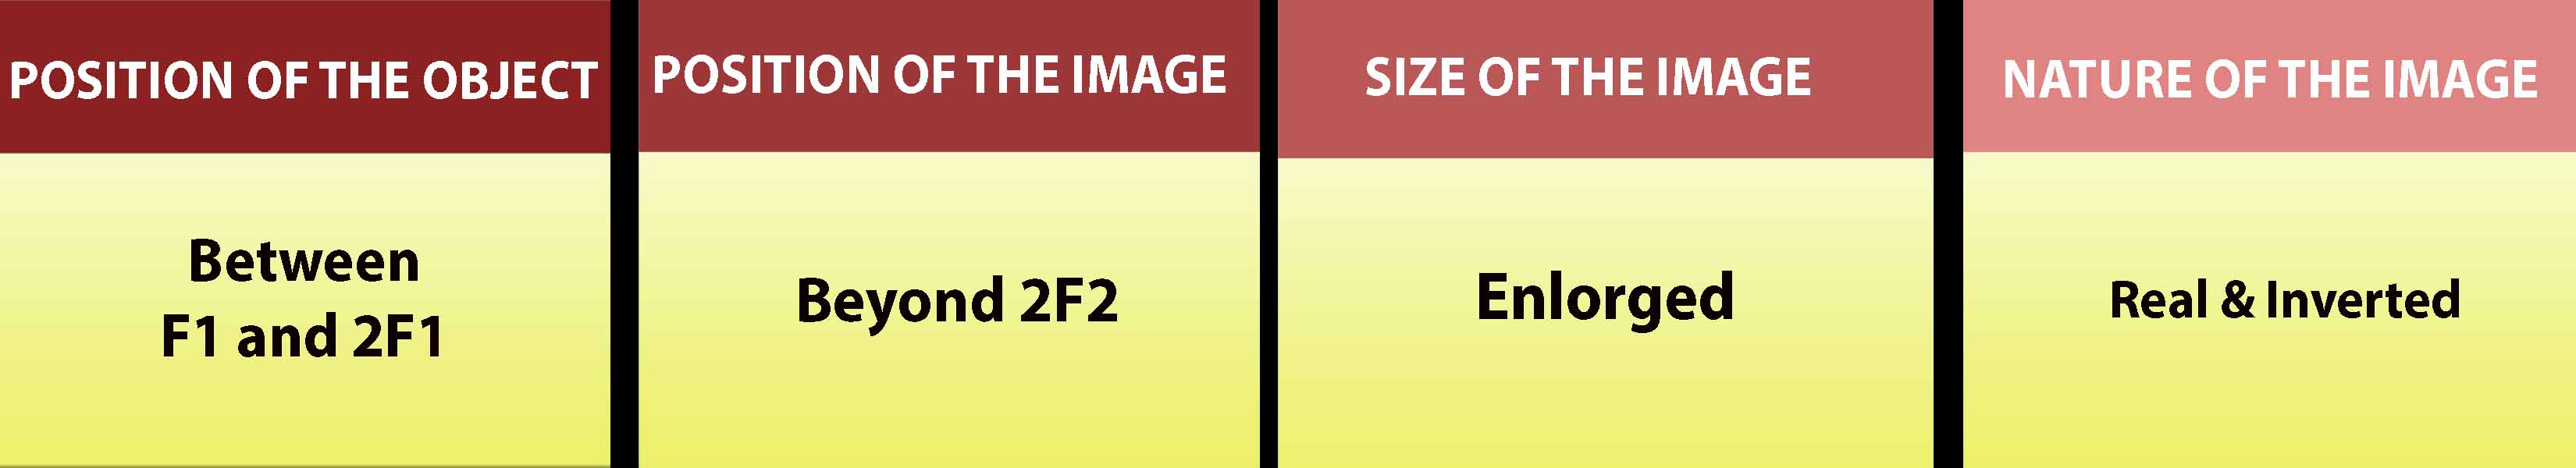 POSITION OF THE OBJECT
POSITION OF THE IMAGE
SIZE OF THE IMAGE
NATURE OF THE IMAGE
Between
F1 and 2F1
Beyond 2F2
Enlorged
Real & Inverted